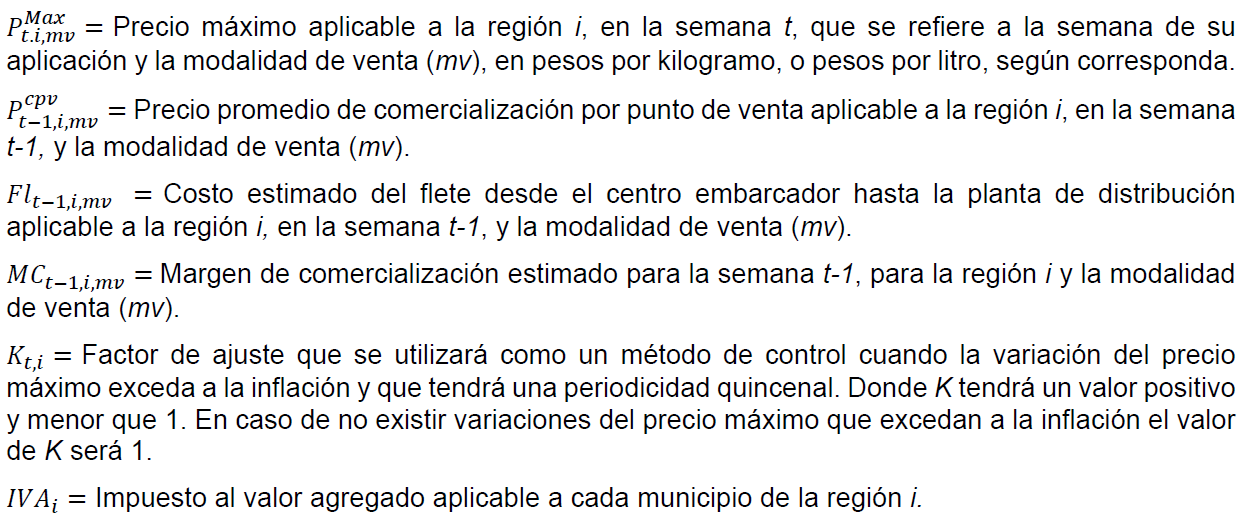 $P_{t.i,mv}^{Max}$ = Precio máximo aplicable a la región i, en la semana t, que se refiere a la semana de su
aplicación y la modalidad de venta (mv), en pesos por kilogramo, o pesos por litro, según corresponda.
$P_{t-1,i,mv}^{cpv}$ = Precio promedio de comercialización por punto de venta aplicable a la región i, en la semana
t-1, y la modalidad de venta (mv).
$Fl_{t-1,i,mv}$ = Costo estimado del flete desde el centro embarcador hasta la planta de distribución
aplicable a la región i, en la semana t-1, y la modalidad de venta (mv).
$MC_{t-1,i,mv}$ = Margen de comercialización estimado para la semana t-1, para la región i y la modalidad
de venta (mv).
$K_{t,i}$ = Factor de ajuste que se utilizará como un método de control cuando la variación del precio
máximo exceda a la inflación y que tendrá una periodicidad quincenal. Donde K tendrá un valor positivo
y menor que 1. En caso de no existir variaciones del precio máximo que excedan a la inflación el valor
de K será 1.
$IVA_i$ = Impuesto al valor agregado aplicable a cada municipio de la región i.